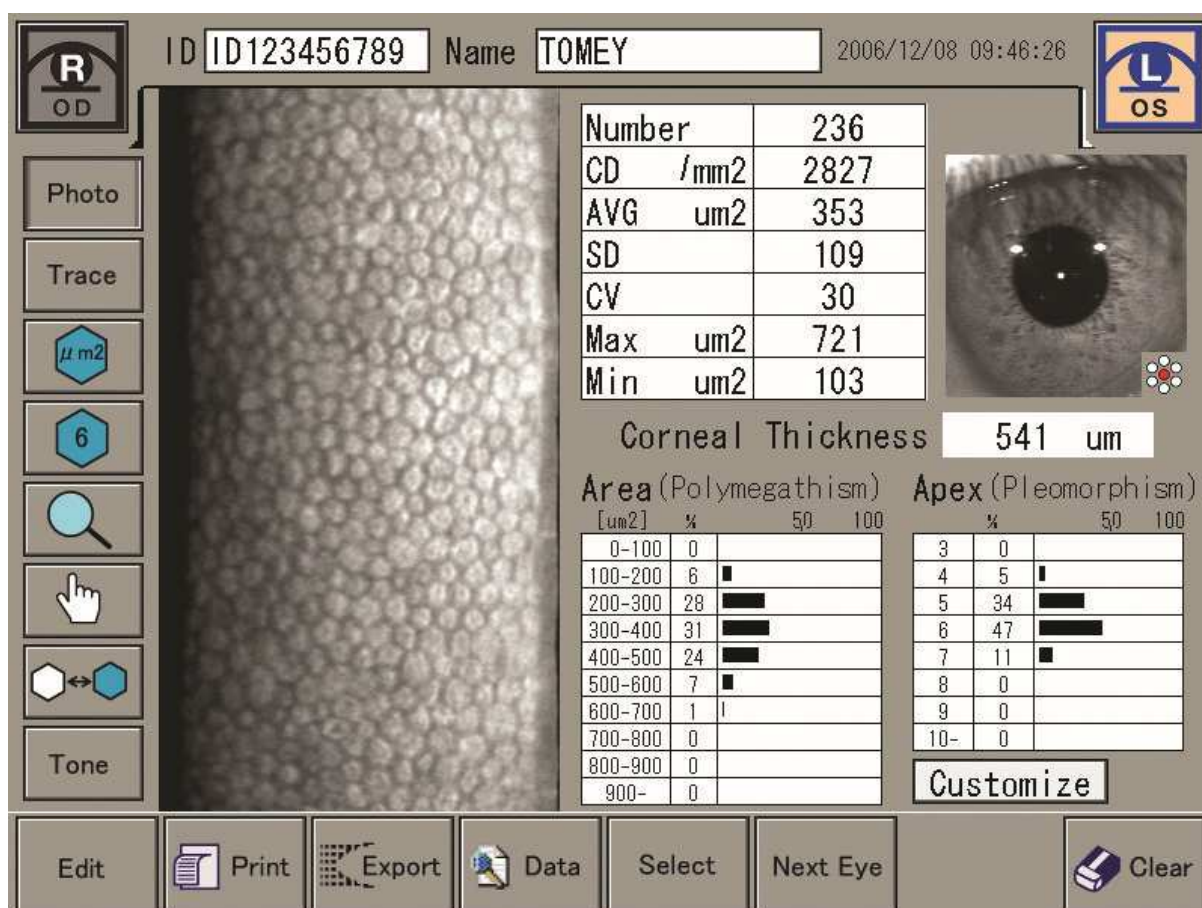 R OD ID ID123456789 Name TOMEY 2006/12/08 09:46:26 L OS
Photo
Trace
μm2
6
Tone
Number 236
CD /mm2 2827
AVG um2 353
SD 109
CV 30
Max um2 721
Min um2 103
Corneal Thickness 541 um
Area (Polymegathism)
[um2] % 50 100
0-100 0
100-200 6
200-300 28
300-400 31
400-500 24
500-600 7
600-700 1
700-800 0
800-900 0
900- 0
Apex (Pleomorphism)
% 50 100
3 0
4 5
5 34
6 47
7 11
8 0
9 0
10- 0
Customize
Edit Print Export Data Select Next Eye Clear